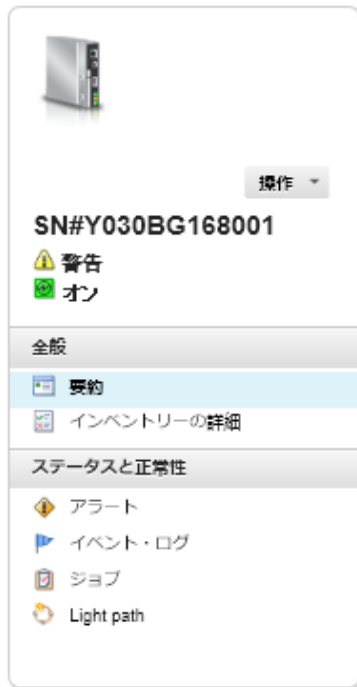 操作
SN#Y030BG168001
警告
オン
全般
要約
インベントリーの詳細
ステータスと正常性
アラート
イベント・ログ
ジョブ
Light path